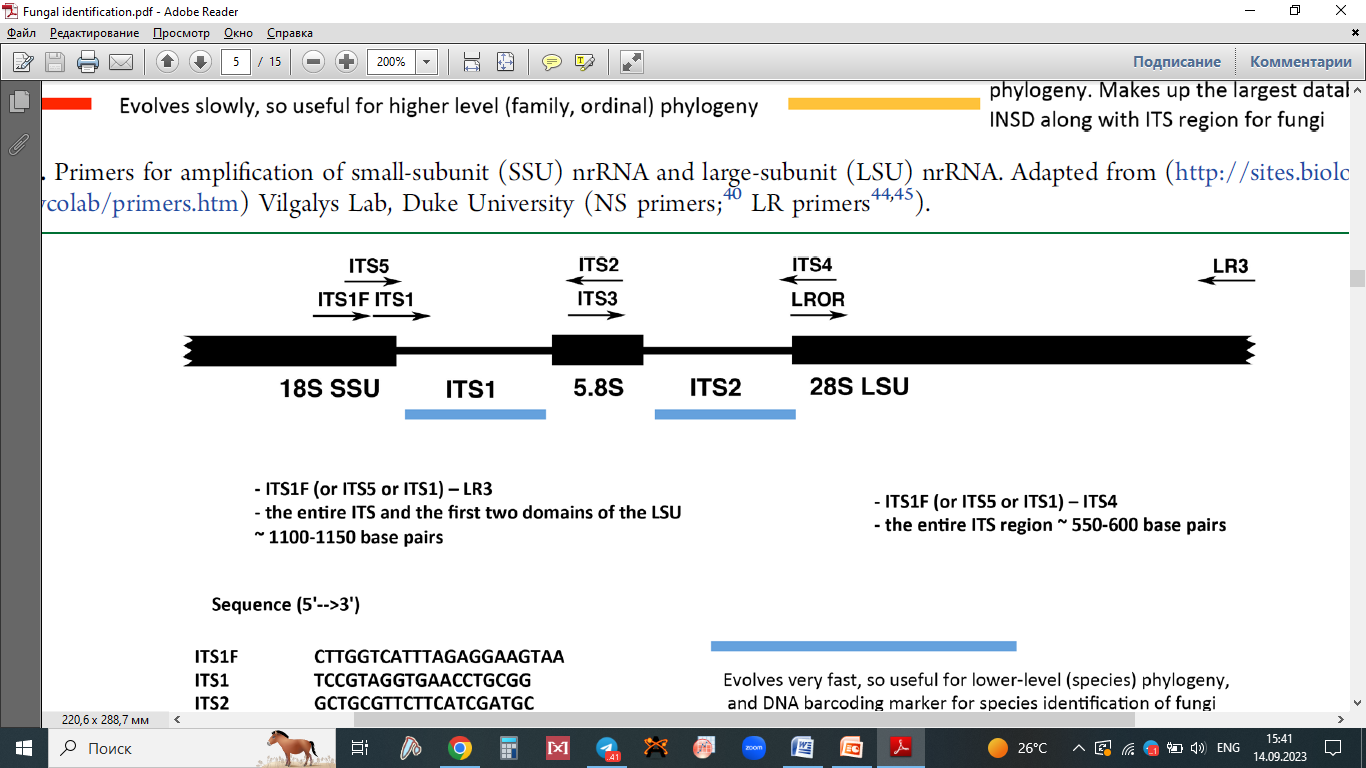 Fungal identification.pdf - Adobe Reader
Файл Редактирование Просмотр Окно Справка
5 / 15 200% Подписание Комментарии
Evolves slowly, so useful for higher level (family, ordinal) phylogeny
phylogeny. Makes up the largest datab
INSD along with ITS region for fungi
. Primers for amplification of small-subunit (SSU) nrRNA and large-subunit (LSU) nrRNA. Adapted from (http://sites.biolo
ycolab/primers.htm) Vilgalys Lab, Duke University (NS primers;40 LR primers44,45).
ITS5 ITS2 ITS4 LR3
ITS1F ITS1 ITS3 LROR
18S SSU ITS1 5.8S ITS2 28S LSU
- ITS1F (or ITS5 or ITS1) – LR3
- the entire ITS and the first two domains of the LSU
~ 1100-1150 base pairs
- ITS1F (or ITS5 or ITS1) – ITS4
- the entire ITS region ~ 550-600 base pairs
Sequence (5'-->3')
ITS1F CTTGGTCATTTAGAGGAAGTAA
ITS1 TCCGTAGGTGAACCTGCGG
ITS2 GCTGCGTTCTTCATCGATGC
Evolves very fast, so useful for lower-level (species) phylogeny,
and DNA barcoding marker for species identification of fungi
220,6 x 288,7 мм
Поиск .41 zoom 26°C ENG 15:41
14.09.2023